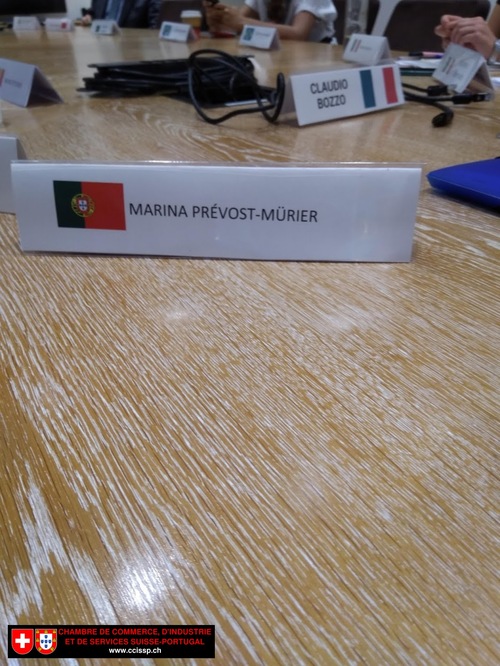 CLAUDIO
BOZZO
MARINA PRÉVOST-MÜRIER
CHAMBRE DE COMMERCE, D'INDUSTRIE
ET DE SERVICES SUISSE-PORTUGAL
www.ccissp.ch